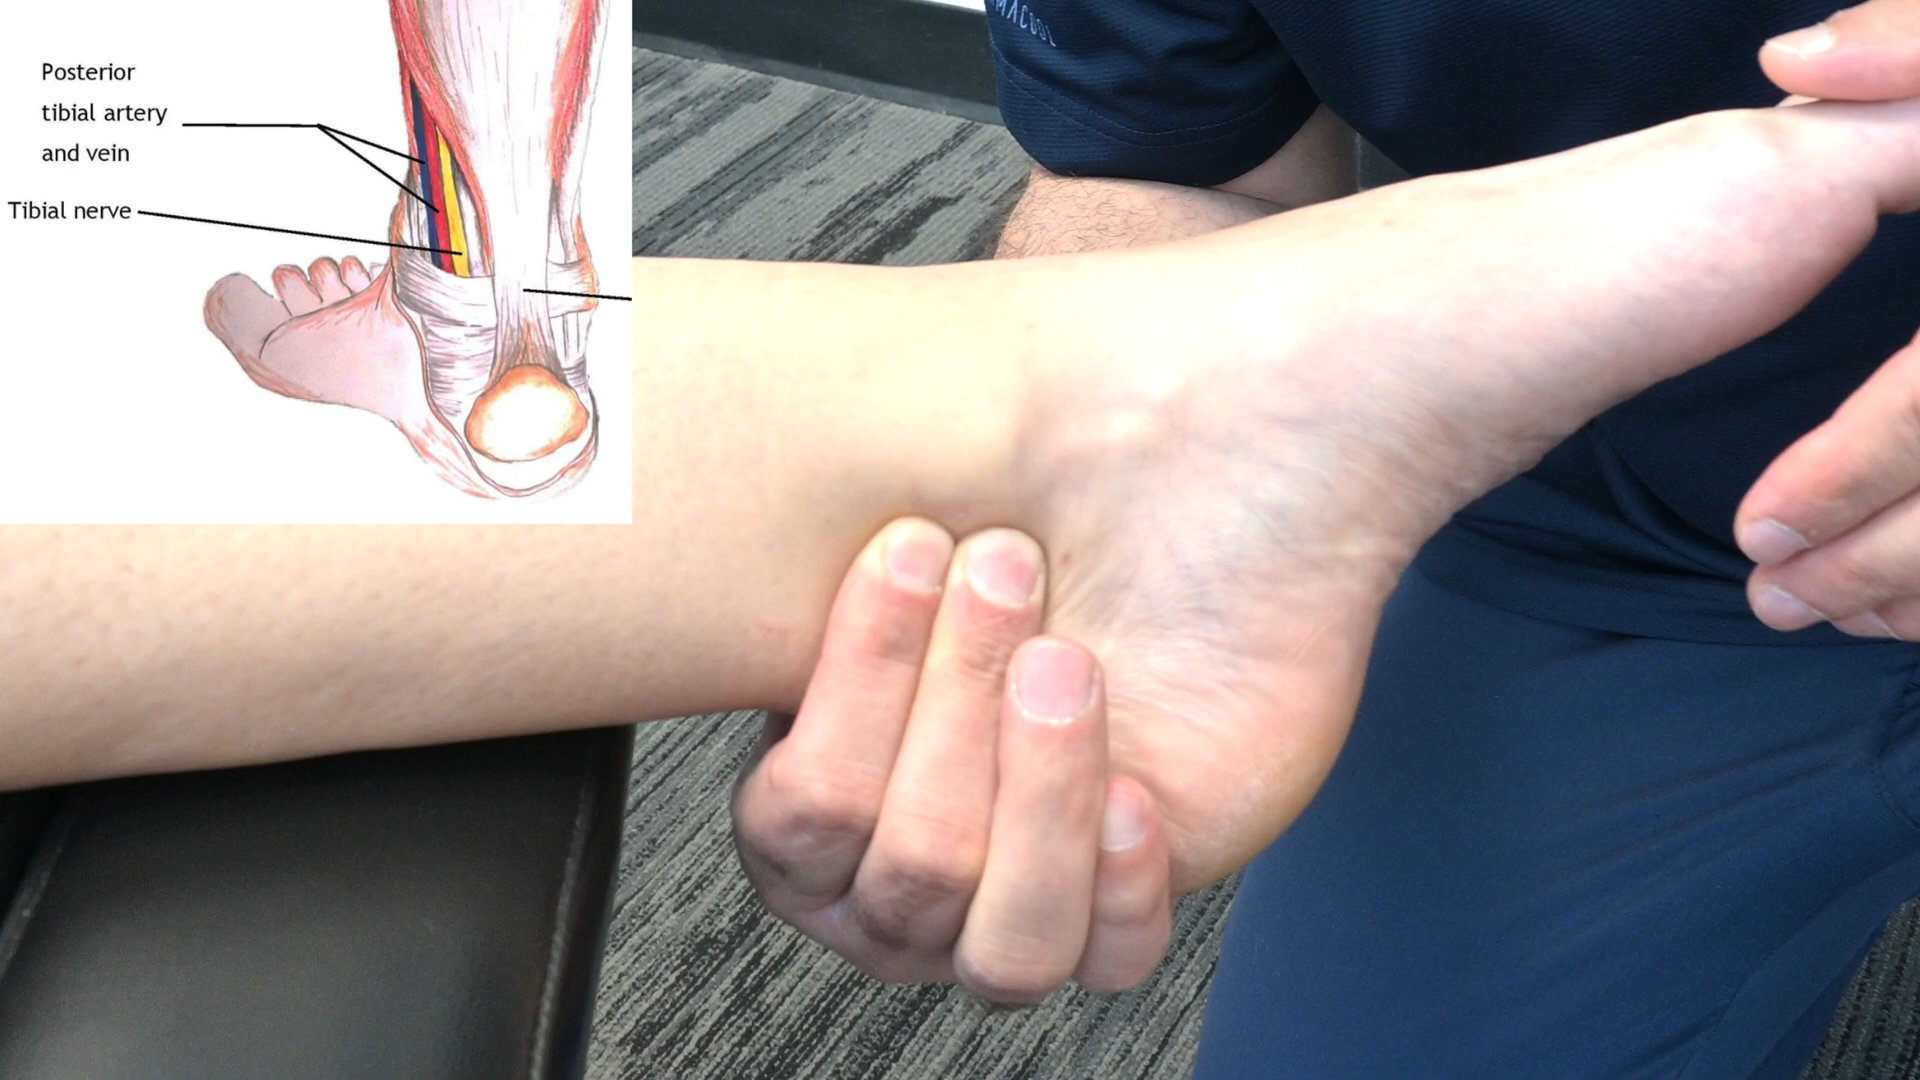 Posterior
tibial artery
and vein
Tibial nerve